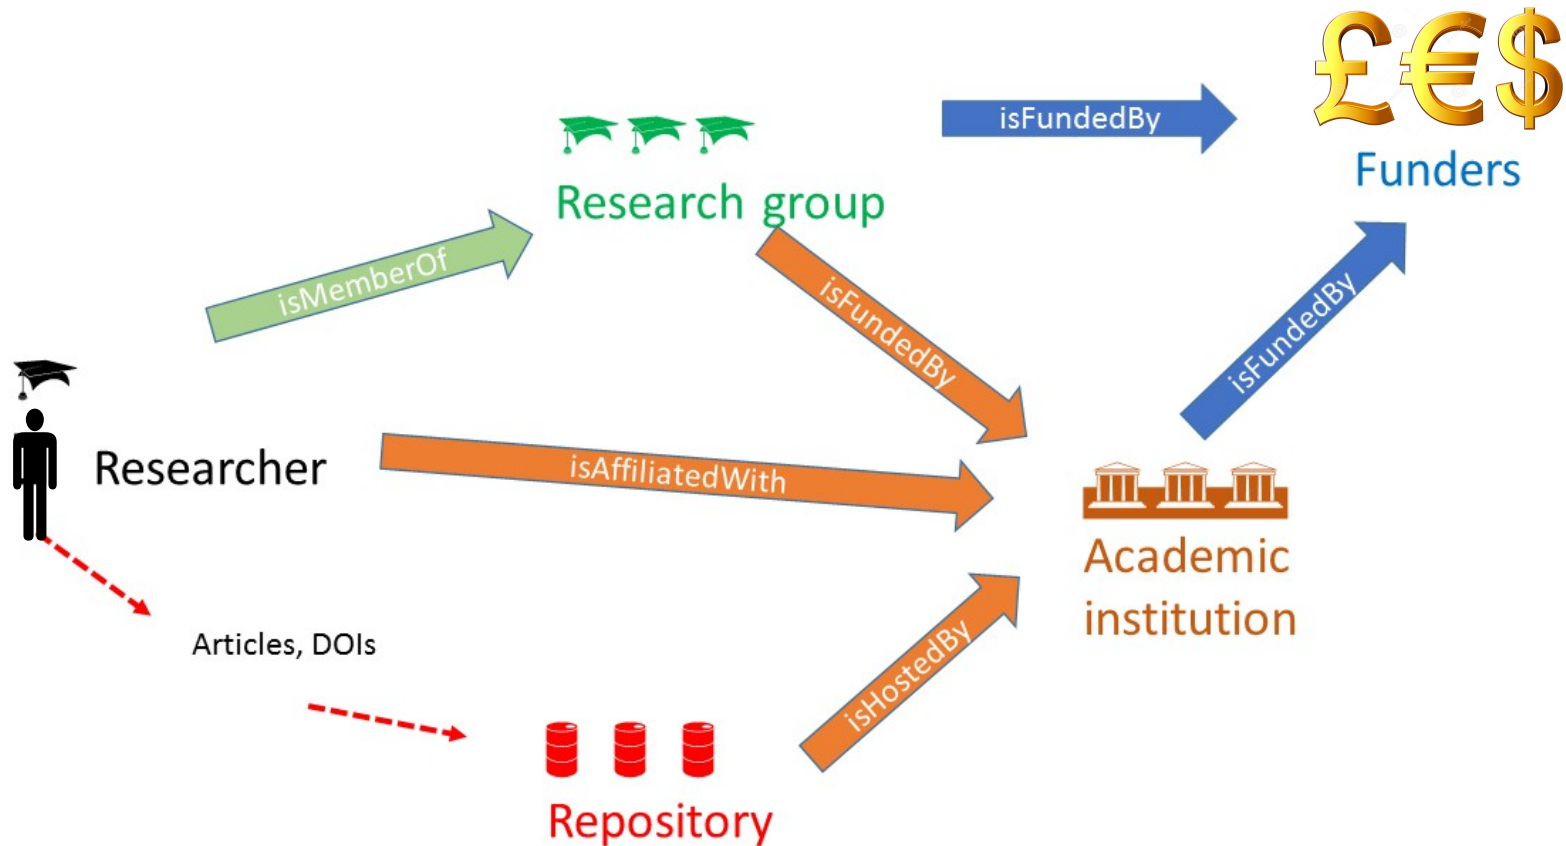 £€$
isFundedBy
Funders
Research group
isMemberOf
isFundedBy
isFundedBy
Researcher
isAffiliatedWith
Academic
institution
isHostedBy
Articles, DOIs
Repository